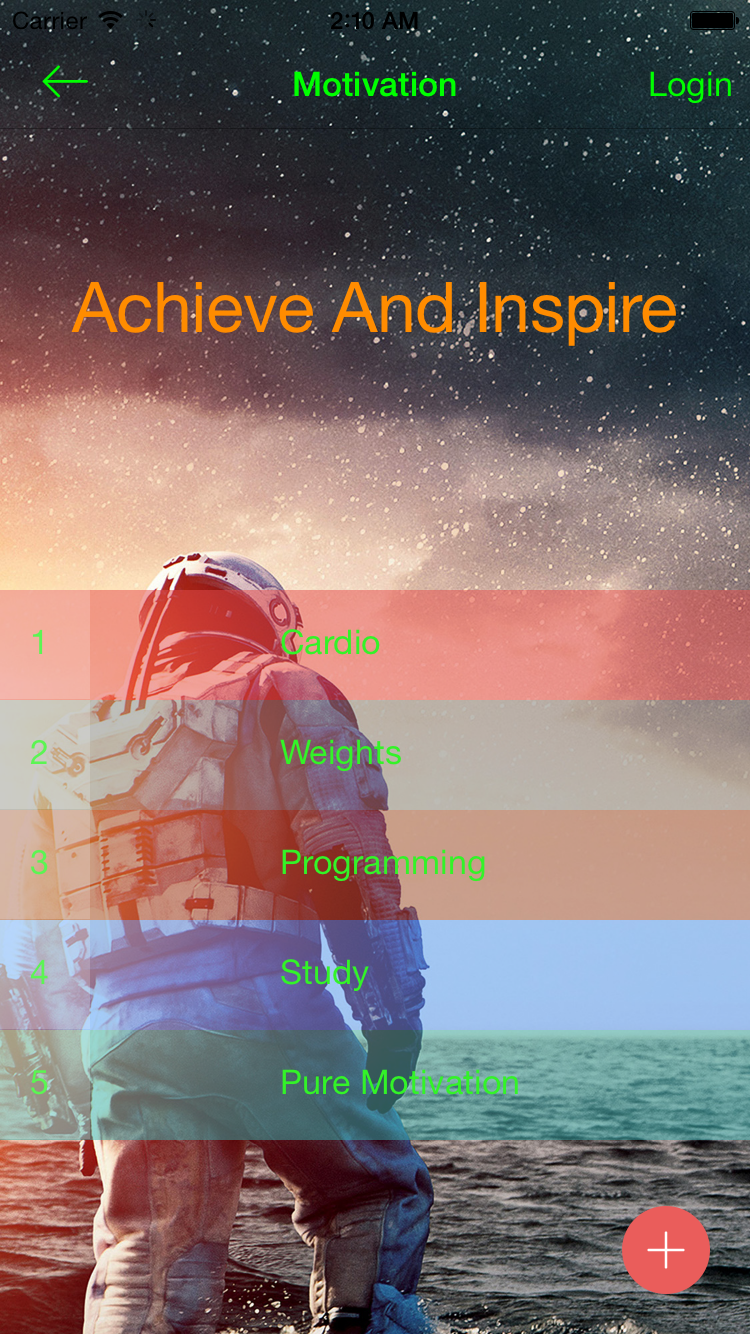 Carrier 2:10 AM
Motivation Login
Achieve And Inspire
1 Cardio
2 Weights
3 Programming
4 Study
5 Pure Motivation